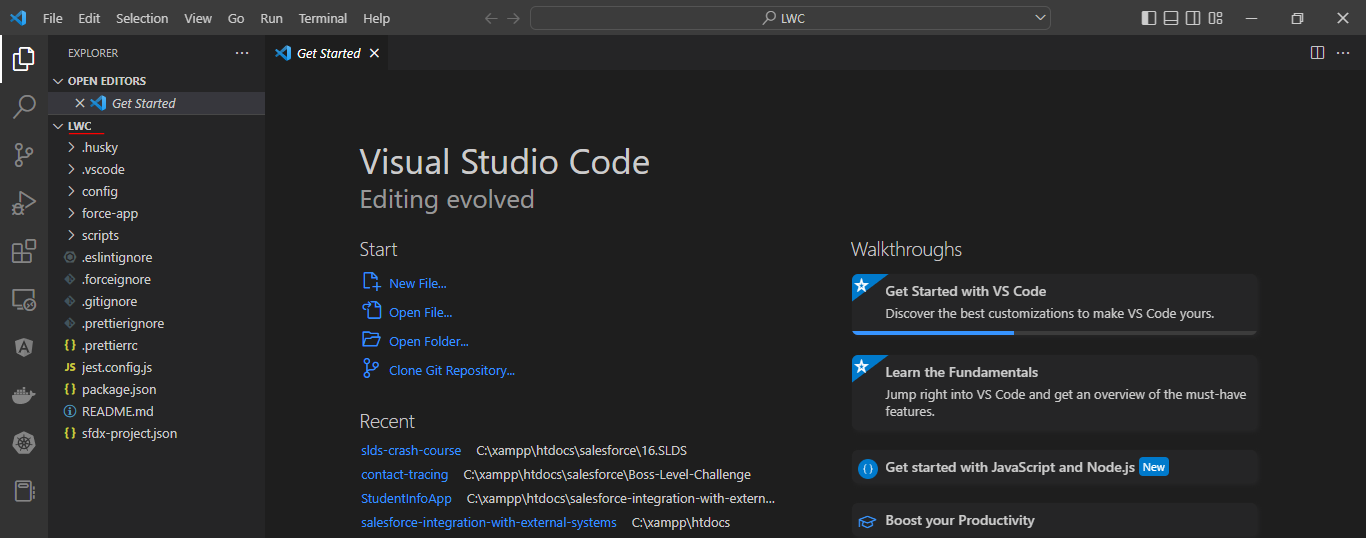 File Edit Selection View Go Run Terminal Help LWC
EXPLORER
OPEN EDITORS
Get Started
LWC
.husky
.vscode
config
force-app
scripts
.eslintignore
.forceignore
.gitignore
.prettierignore
.prettierrc
jest.config.js
package.json
README.md
sfdx-project.json
Get Started
Visual Studio Code
Editing evolved
Start
New File...
Open File...
Open Folder...
Clone Git Repository...
Recent
slds-crash-course C:\xampp\htdocs\salesforce\16.SLDS
contact-tracing C:\xampp\htdocs\salesforce\Boss-Level-Challenge
StudentInfoApp C:\xampp\htdocs\salesforce-integration-with-extern...
salesforce-integration-with-external-systems C:\xampp\htdocs
Walkthroughs
Get Started with VS Code
Discover the best customizations to make VS Code yours.
Learn the Fundamentals
Jump right into VS Code and get an overview of the must-have
features.
Get started with JavaScript and Node.js New
Boost your Productivity